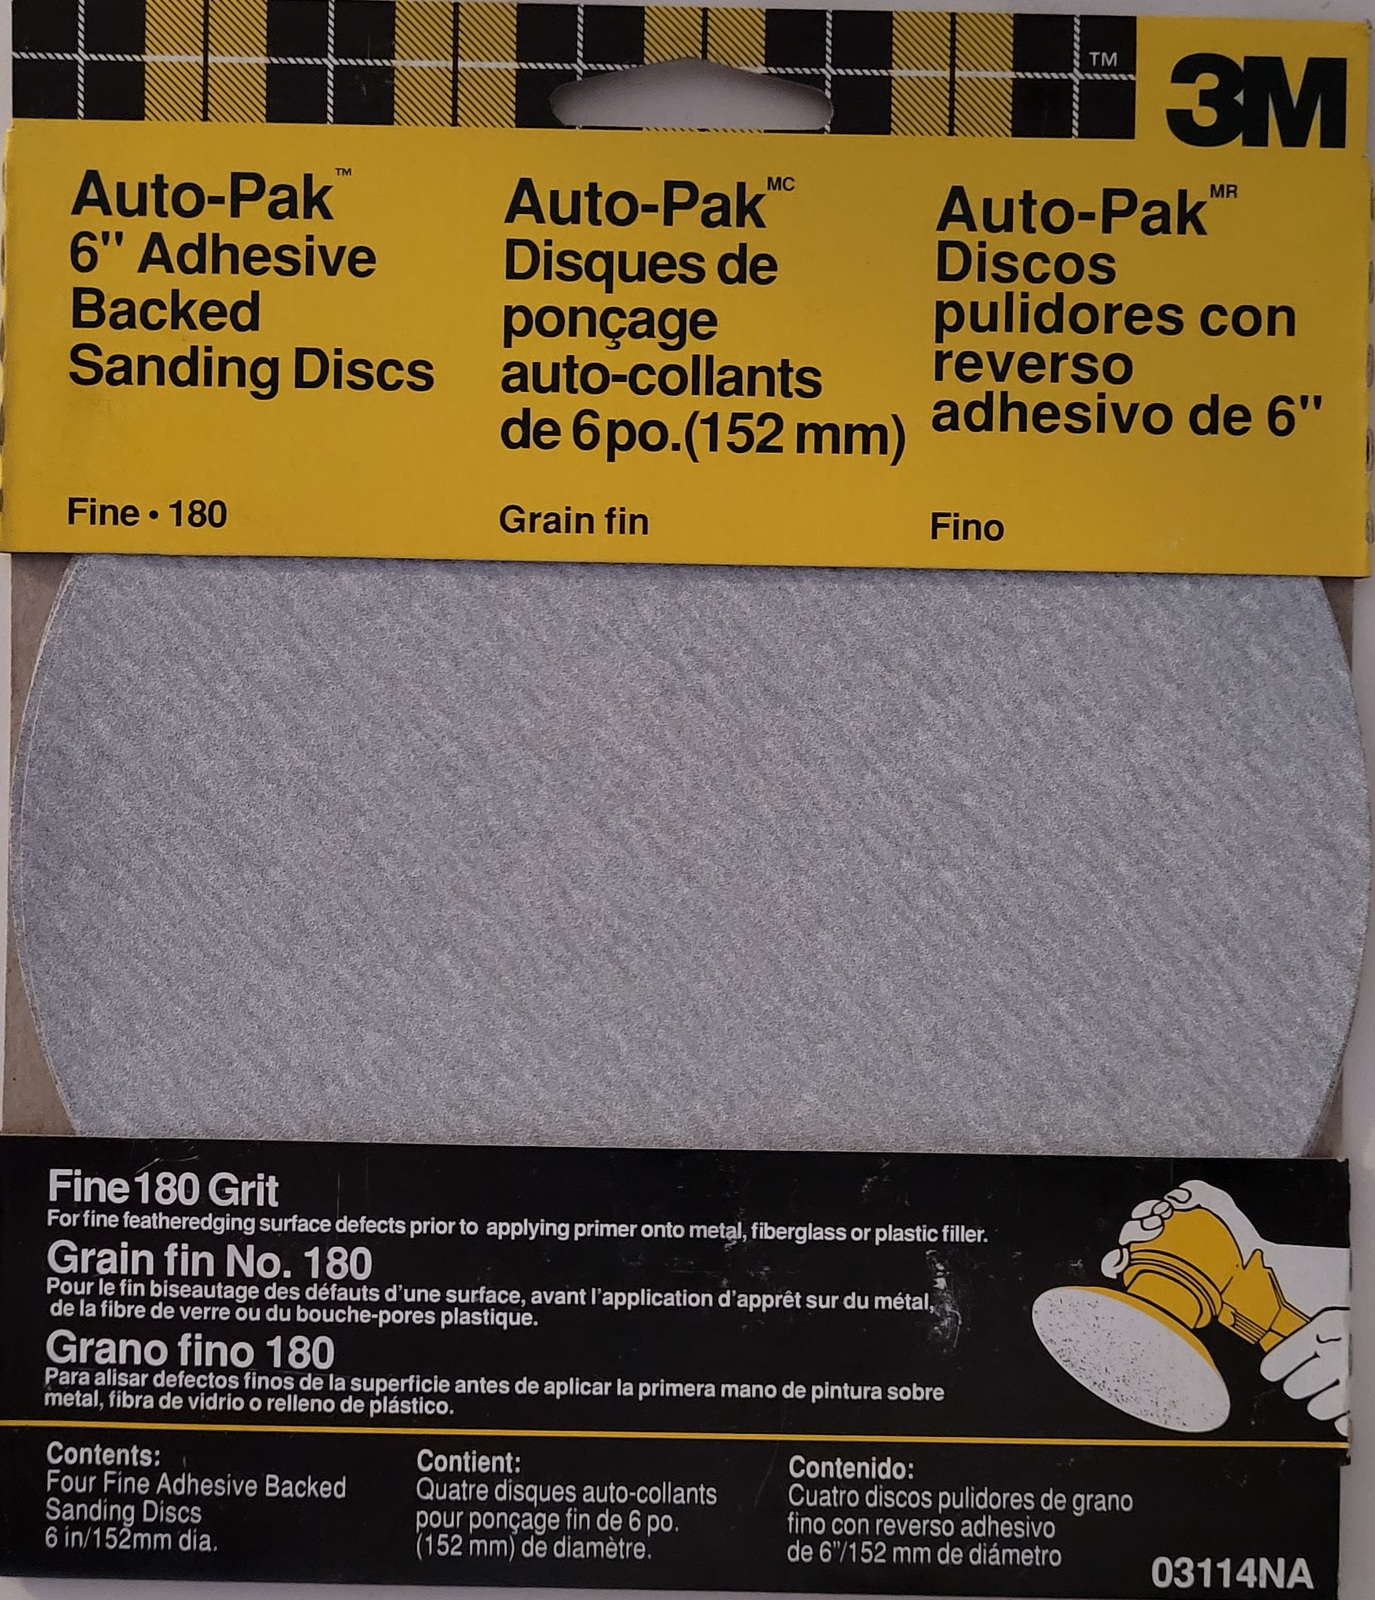 TM
3M
Auto-Pak™
6" Adhesive
Backed
Sanding Discs
Fine • 180
Auto-Pak MC
Disques de
ponçage
auto-collants
de 6 po.(152 mm)
Grain fin
Auto-Pak MR
Discos
pulidores con
reverso
adhesivo de 6"
Fino
Fine 180 Grit
For fine featheredging surface defects prior to applying primer onto metal, fiberglass or plastic filler.
Grain fin No. 180
Pour le fin biseautage des défauts d'une surface, avant l'application d'apprêt sur du métal,
de la fibre de verre ou du bouche-pores plastique.
Grano fino 180
Para alisar defectos finos de la superficie antes de aplicar la primera mano de pintura sobre
metal, fibra de vidrio o relleno de plástico.
Contents:
Four Fine Adhesive Backed
Sanding Discs
6 in/152mm dia.
Contient:
Quatre disques auto-collants
pour ponçage fin de 6 po.
(152 mm) de diamètre.
Contenido:
Cuatro discos pulidores de grano
fino con reverso adhesivo
de 6"/152 mm de diámetro
03114NA